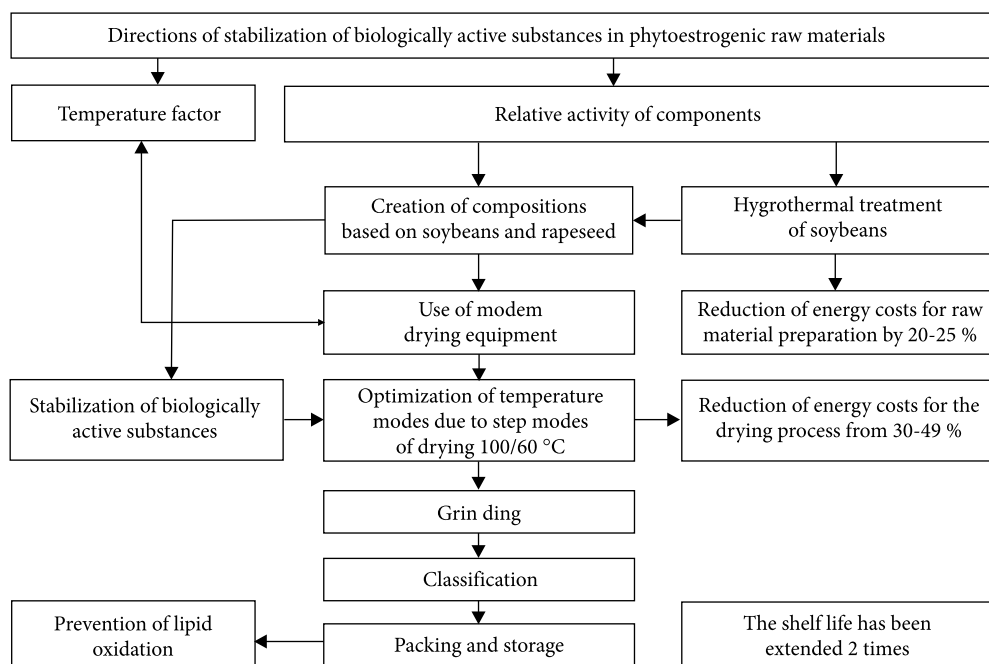 Directions of stabilization of biologically active substances in phytoestrogenic raw materials
Temperature factor
Relative activity of components
Creation of compositions
based on soybeans and rapeseed
Hygrothermal treatment
of soybeans
Use of modem
drying equipment
Reduction of energy costs for raw
material preparation by 20-25 %
Stabilization of biologically
active substances
Optimization of temperature
modes due to step modes
of drying 100/60 °C
Reduction of energy costs for the
drying process from 30-49 %
Grin ding
Classification
Prevention of lipid
oxidation
Packing and storage
The shelf life has been
extended 2 times